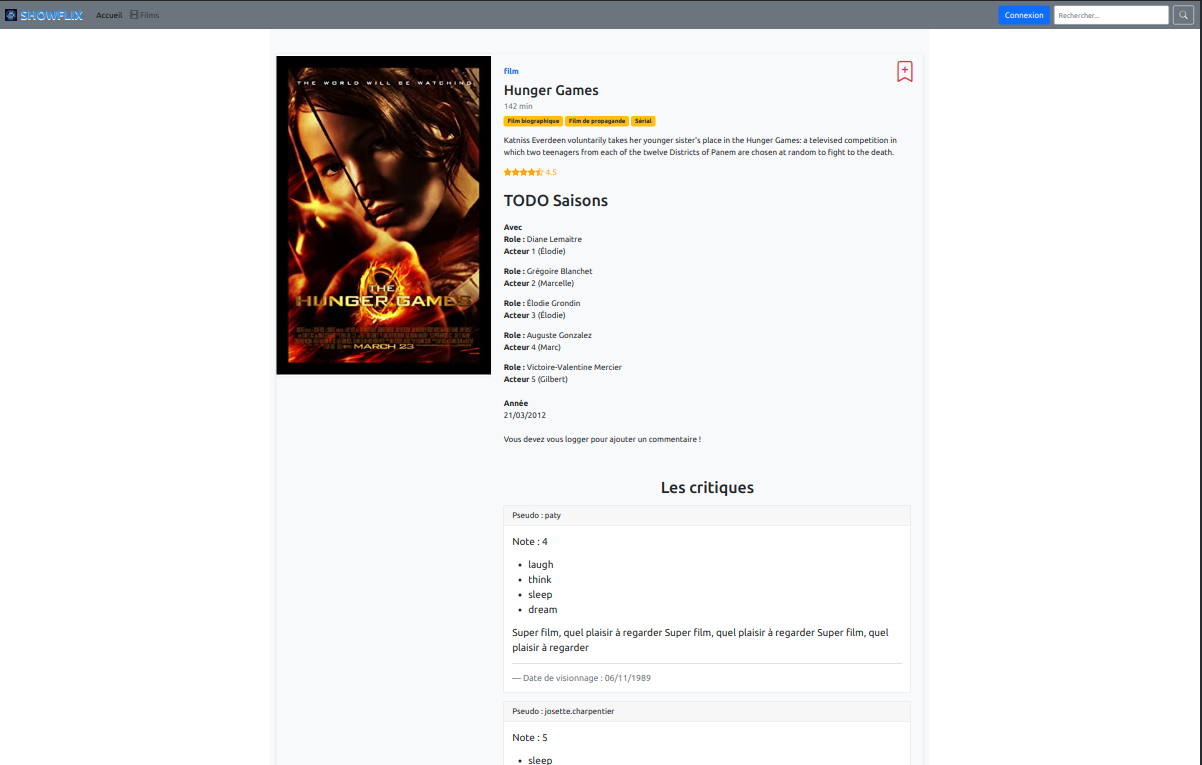 SHOWFLIX Accueil Films Connexion Rechercher...
THE WORLD WILL BE WATCHING
THE
HUNGER GAMES
MARCH 23
film
Hunger Games
142 min
Film biographique Film de propagande Sérial
Katniss Everdeen voluntarily takes her younger sister's place in the Hunger Games: a televised competition in
which two teenagers from each of the twelve Districts of Panem are chosen at random to fight to the death.
4.5
TODO Saisons
Avec
Role : Diane Lemaitre
Acteur 1 (Élodie)
Role : Grégoire Blanchet
Acteur 2 (Marcelle)
Role : Élodie Grondin
Acteur 3 (Élodie)
Role : Auguste Gonzalez
Acteur 4 (Marc)
Role : Victoire-Valentine Mercier
Acteur 5 (Gilbert)
Année
21/03/2012
Vous devez vous logger pour ajouter un commentaire !
Les critiques
Pseudo : paty
Note : 4
• laugh
• think
• sleep
• dream
Super film, quel plaisir à regarder Super film, quel plaisir à regarder Super film, quel
plaisir à regarder
— Date de visionnage : 06/11/1989
Pseudo : josette.charpentier
Note : 5
• sleep